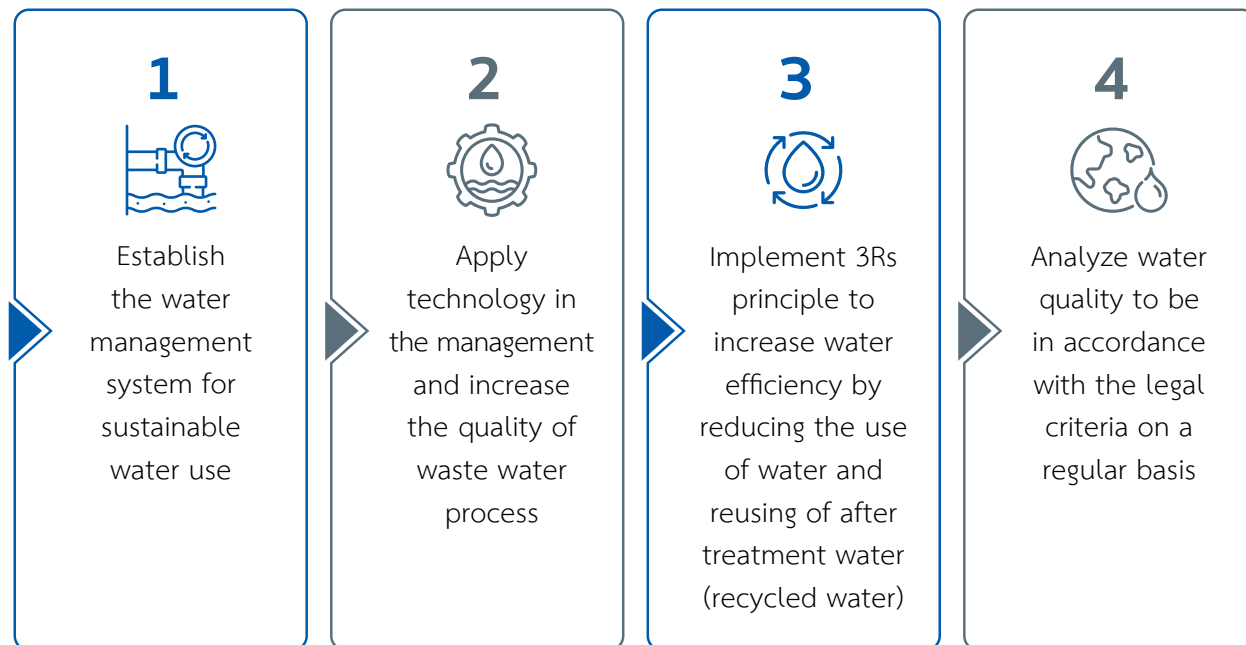 1
Establish
the water
management
system for
sustainable
water use
2
Apply
technology in
the management
and increase
the quality of
waste water
process
3
Implement 3Rs
principle to
increase water
efficiency by
reducing the use
of water and
reusing of after
treatment water
(recycled water)
4
Analyze water
quality to be
in accordance
with the legal
criteria on a
regular basis